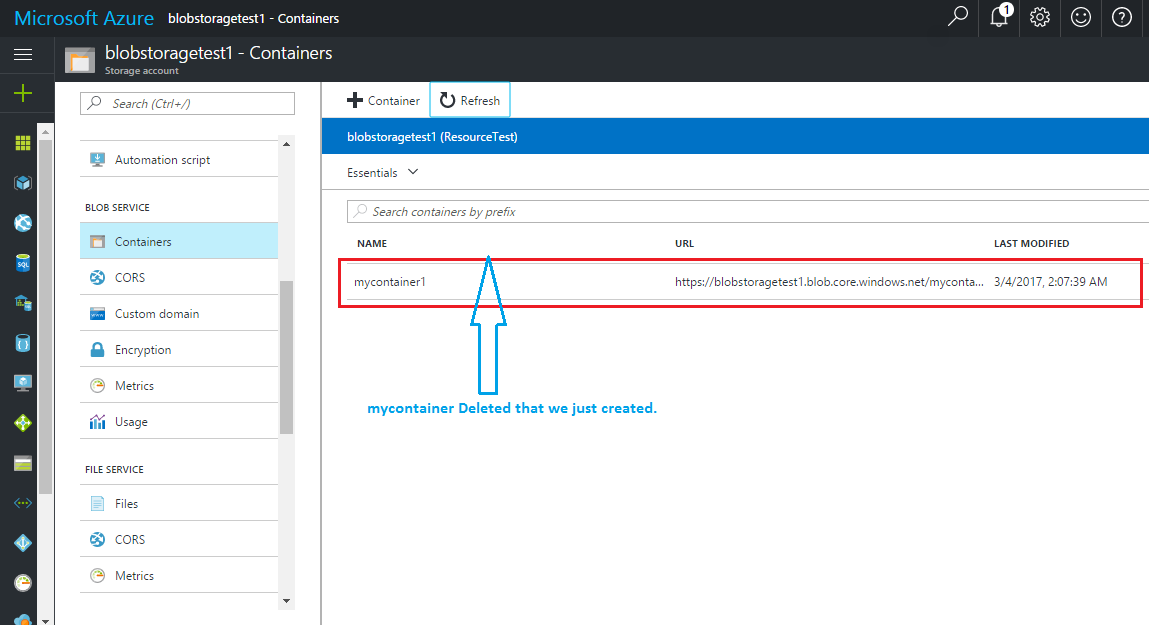 Microsoft Azure blobstoragetest1 - Containers
1
blobstoragetest1 - Containers
Storage account
Search (Ctrl+/)
Automation script
BLOB SERVICE
Containers
CORS
Custom domain
Encryption
Metrics
Usage
FILE SERVICE
Files
CORS
Metrics
Container Refresh
blobstoragetest1 (ResourceTest)
Essentials
Search containers by prefix
NAME URL LAST MODIFIED
mycontainer1 https://blobstoragetest1.blob.core.windows.net/myconta... 3/4/2017, 2:07:39 AM
mycontainer Deleted that we just created.